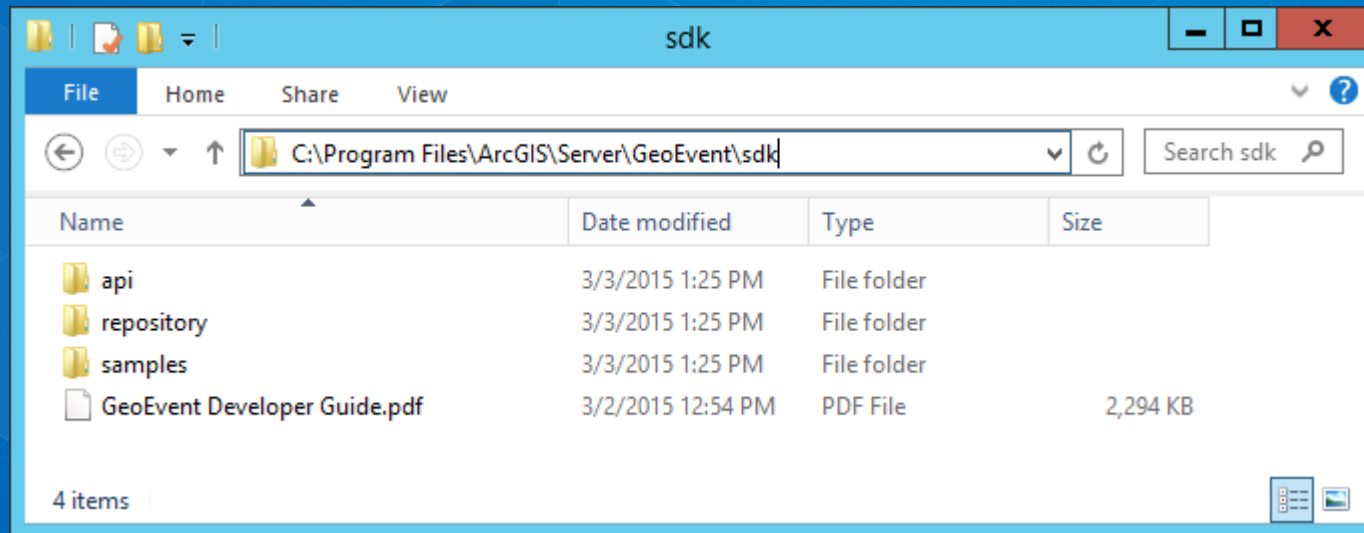 sdk
File Home Share View
C:\Program Files\ArcGIS\Server\GeoEvent\sdk Search sdk
Name Date modified Type Size
api 3/3/2015 1:25 PM File folder
repository 3/3/2015 1:25 PM File folder
samples 3/3/2015 1:25 PM File folder
GeoEvent Developer Guide.pdf 3/2/2015 12:54 PM PDF File 2,294 KB
4 items